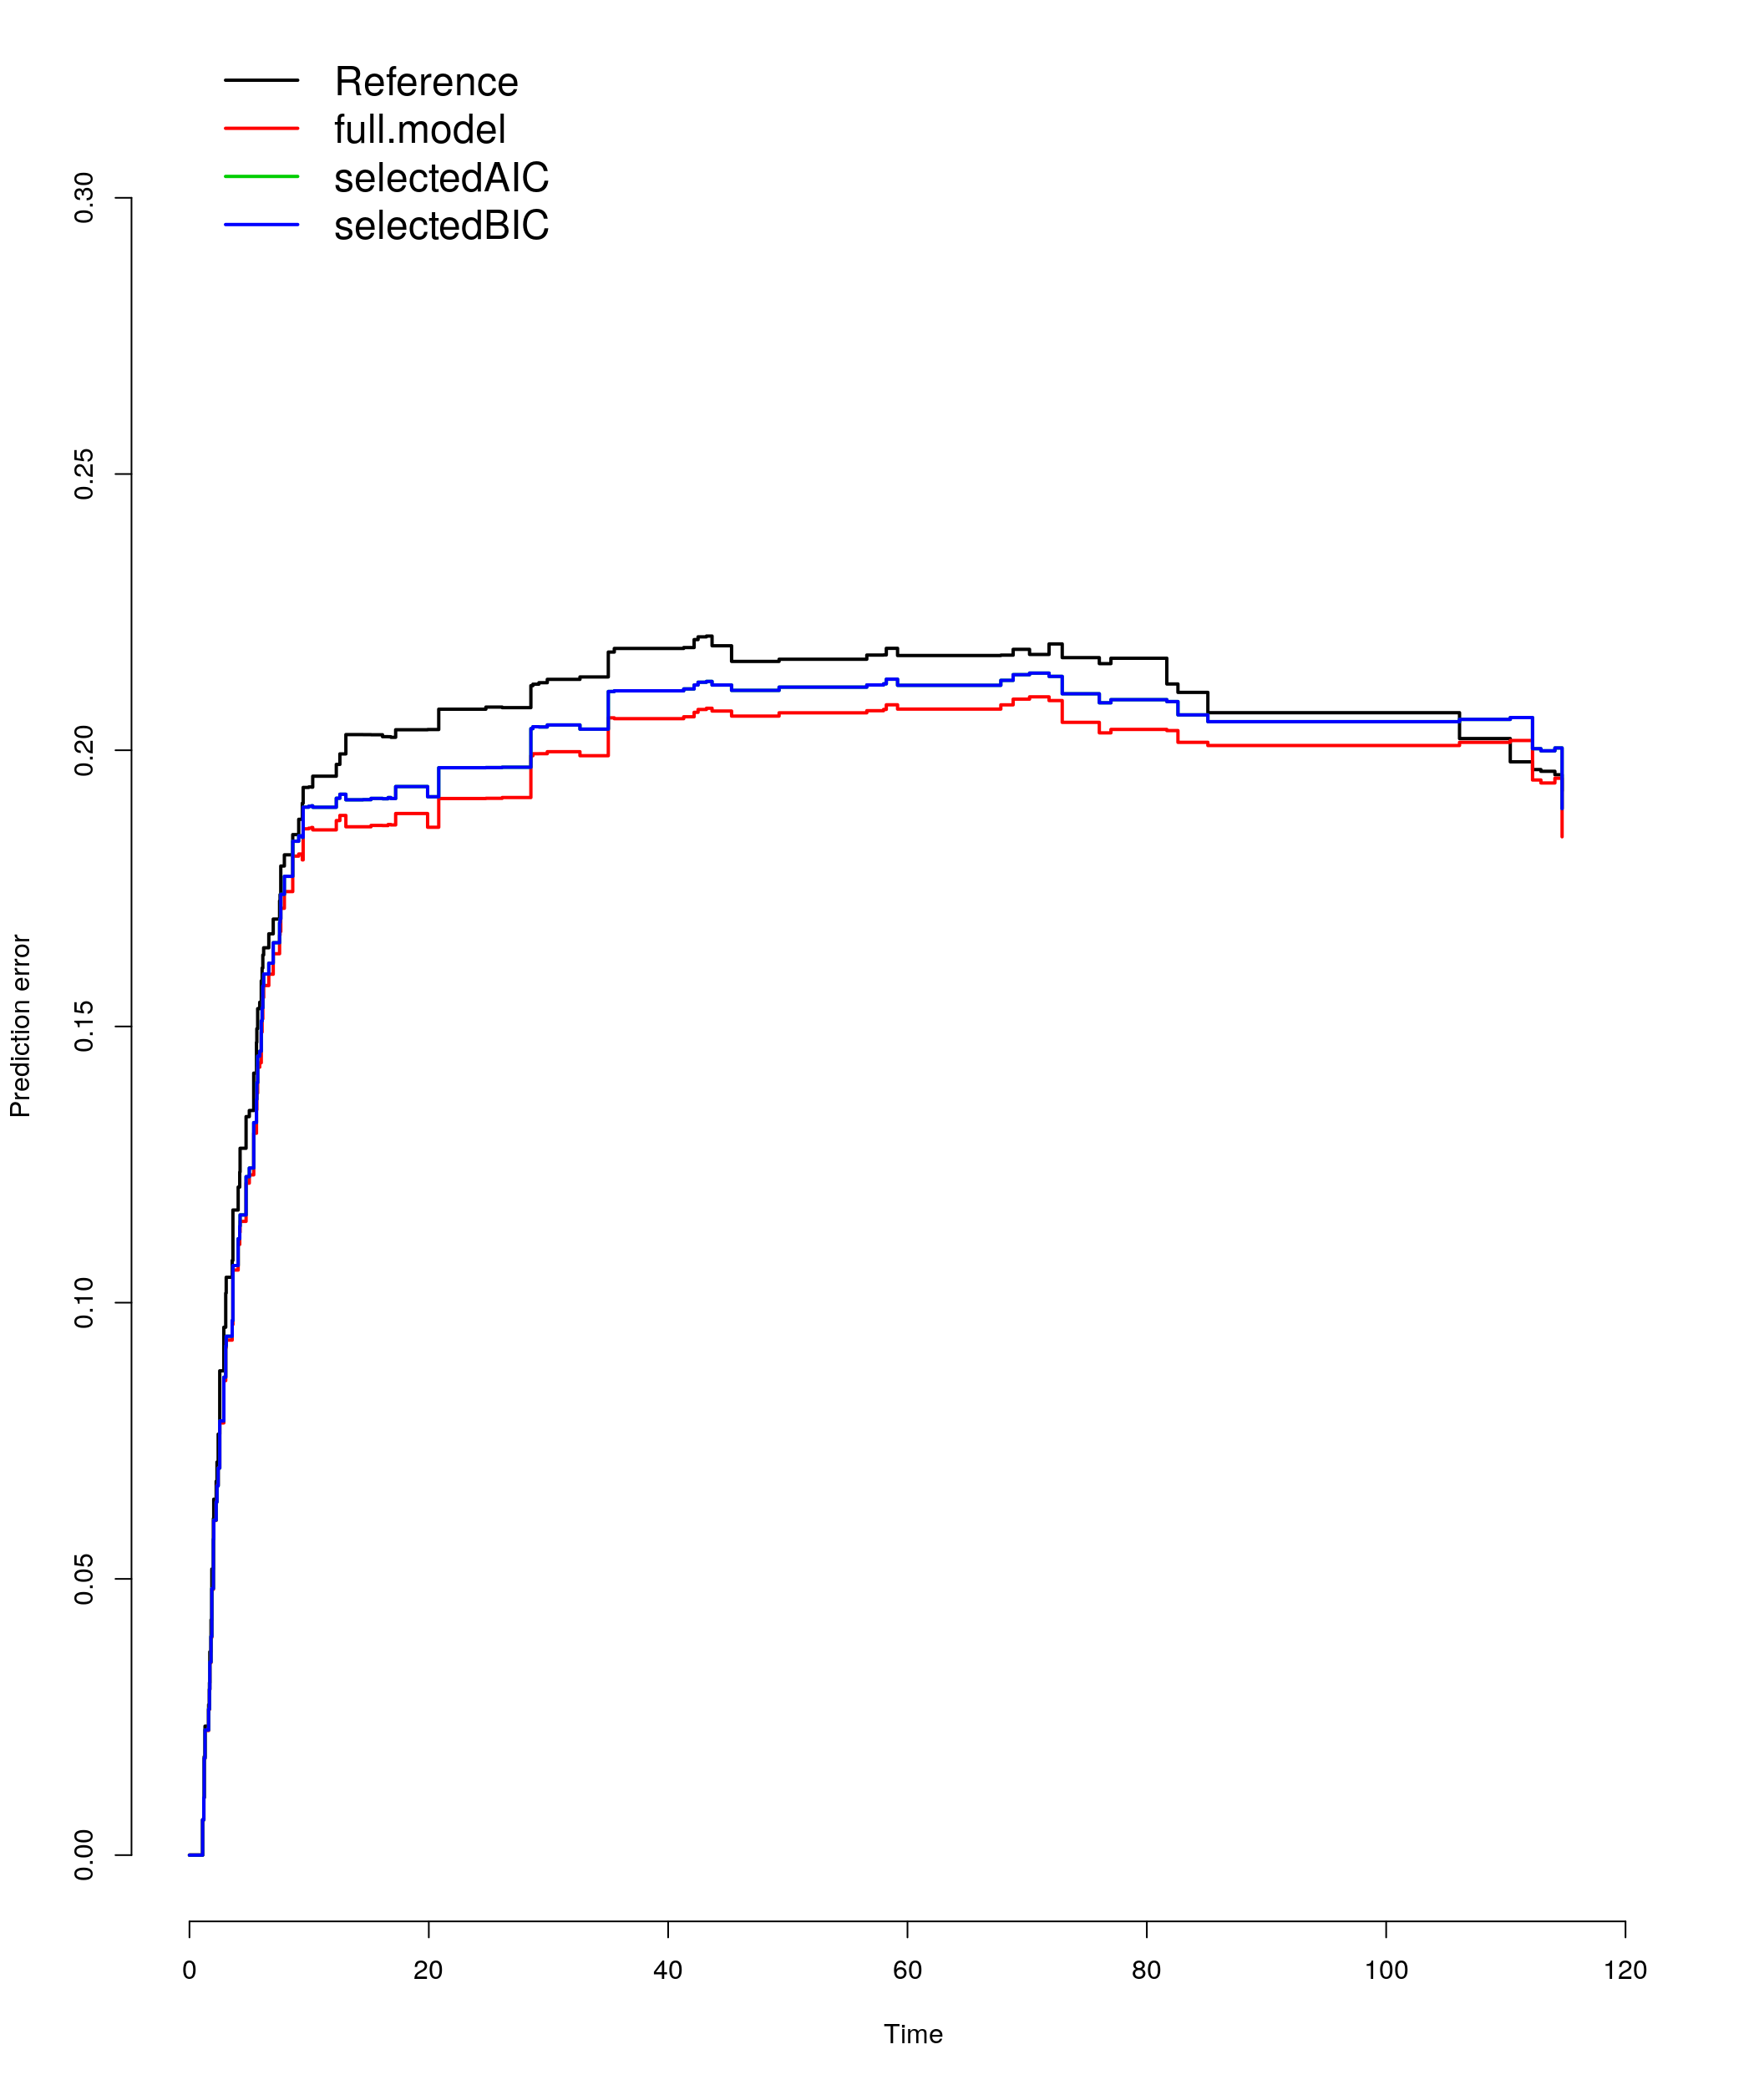 Reference
full.model
selectedAIC
selectedBIC
0.30
0.25
0.20
0.15
0.10
0.05
0.00
Prediction error
0 20 40 60 80 100 120
Time